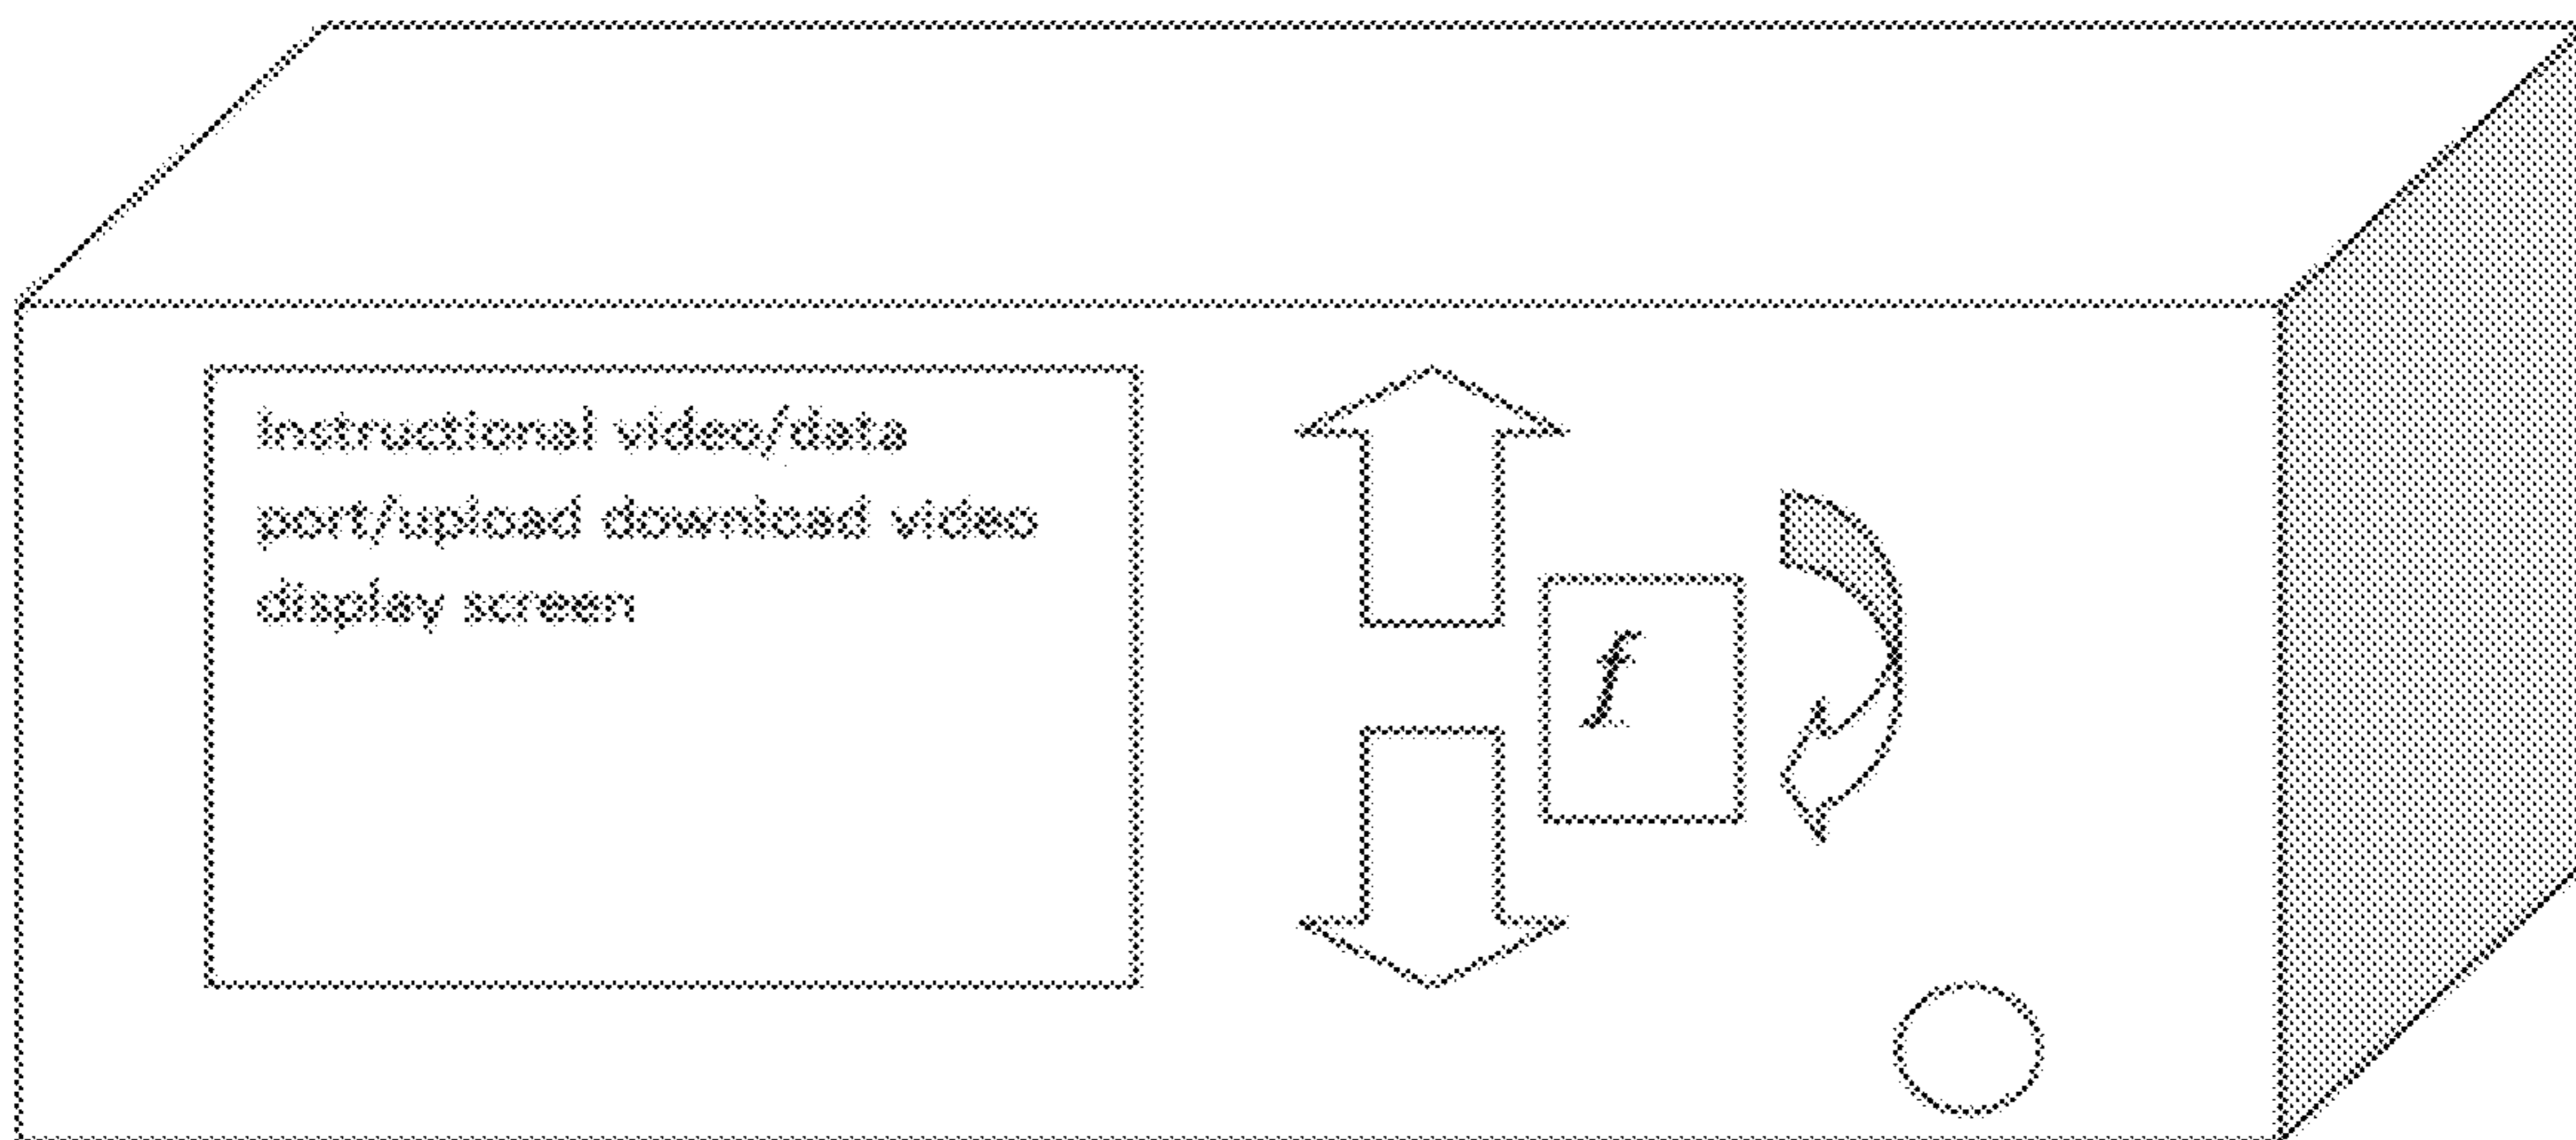 Instructional video/data
port/upload download video
display screen
f